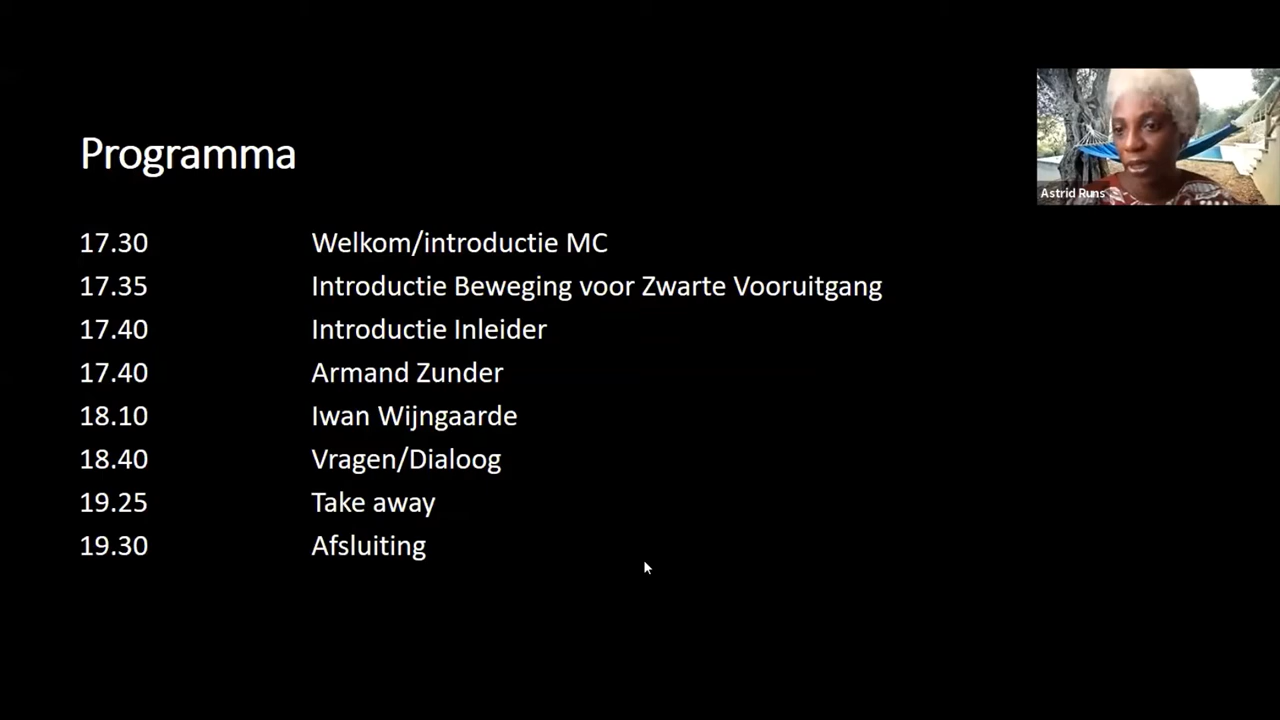 Programma
17.30 Welkom/introductie MC
17.35 Introductie Beweging voor Zwarte Vooruitgang
17.40 Introductie Inleider
17.40 Armand Zunder
18.10 Iwan Wijngaarde
18.40 Vragen/Dialoog
19.25 Take away
19.30 Afsluiting
Astrid Runs